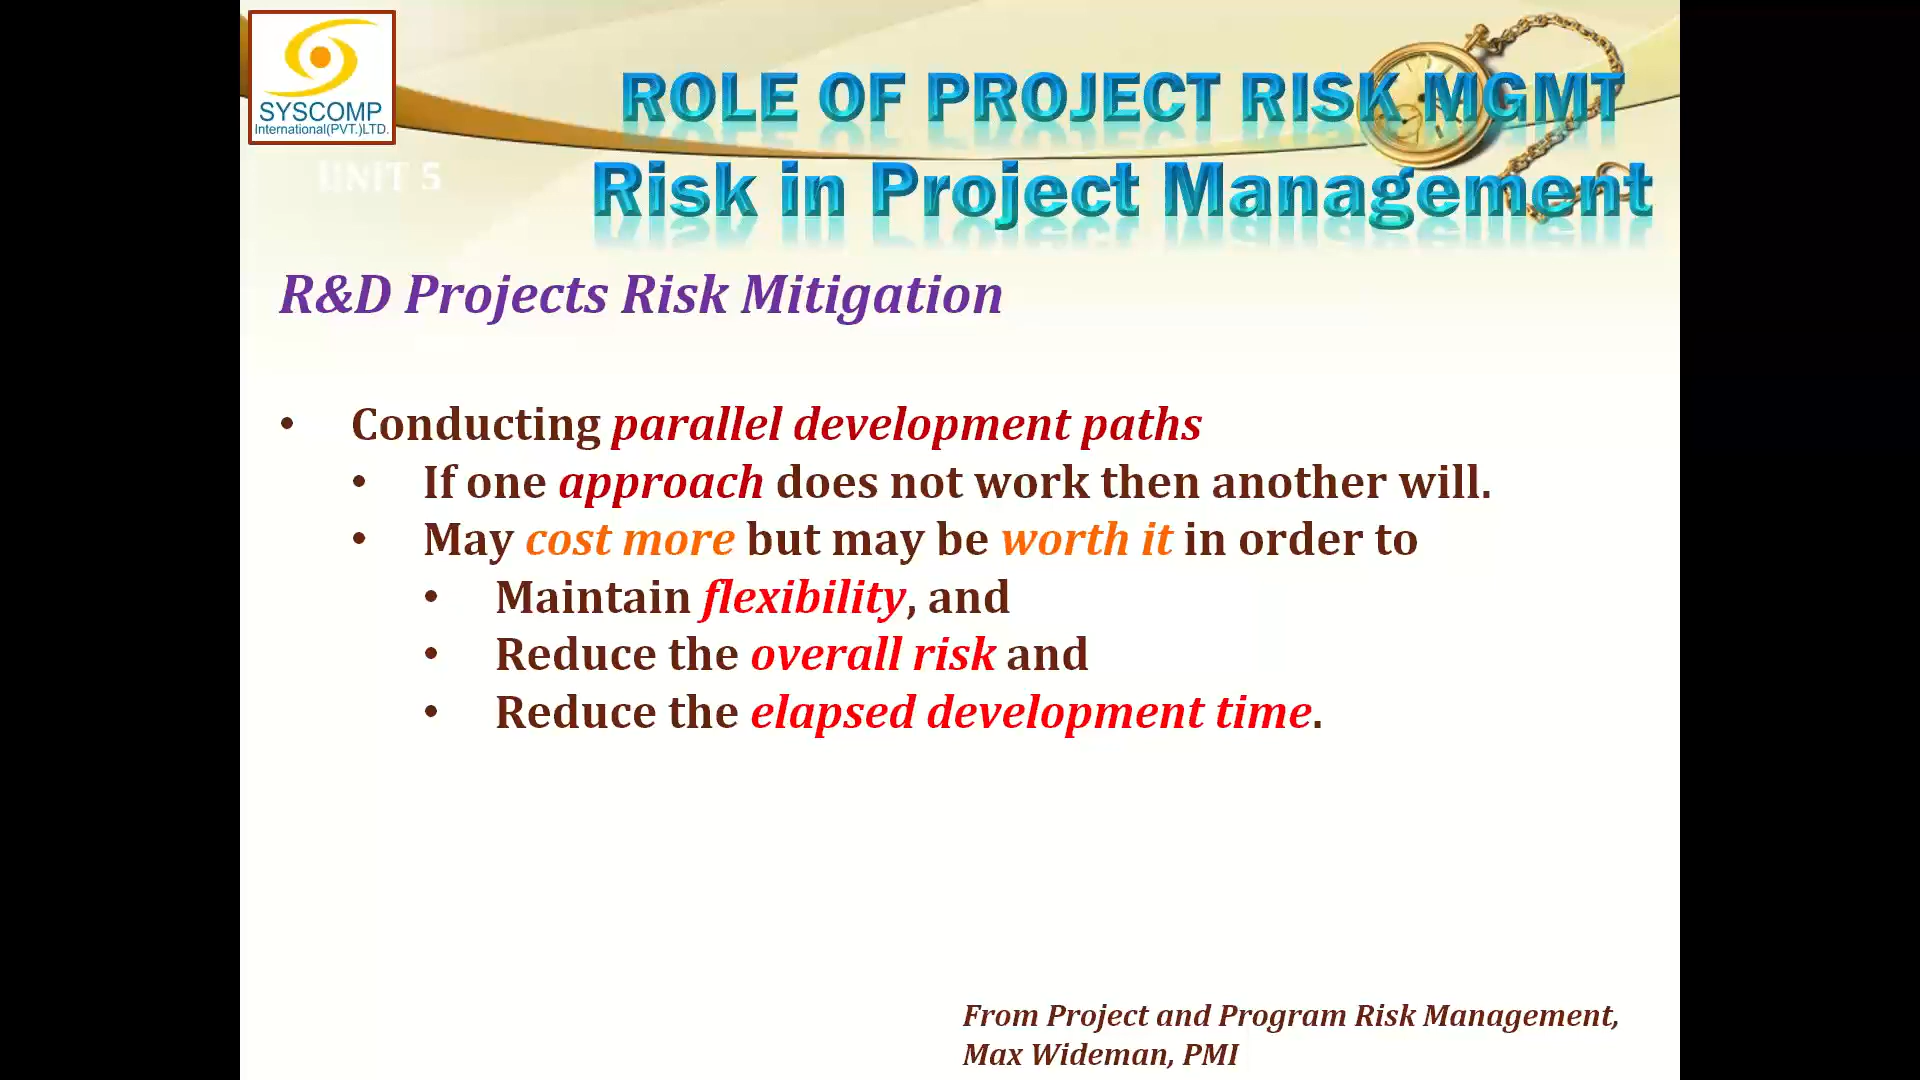 SYSCOMP
International(PVT.)LTD.
UNIT 5
ROLE OF PROJECT RISK MGMT
Risk in Project Management
R&D Projects Risk Mitigation
• Conducting parallel development paths
• If one approach does not work then another will.
• May cost more but may be worth it in order to
• Maintain flexibility, and
• Reduce the overall risk and
• Reduce the elapsed development time.
From Project and Program Risk Management,
Max Wideman, PMI